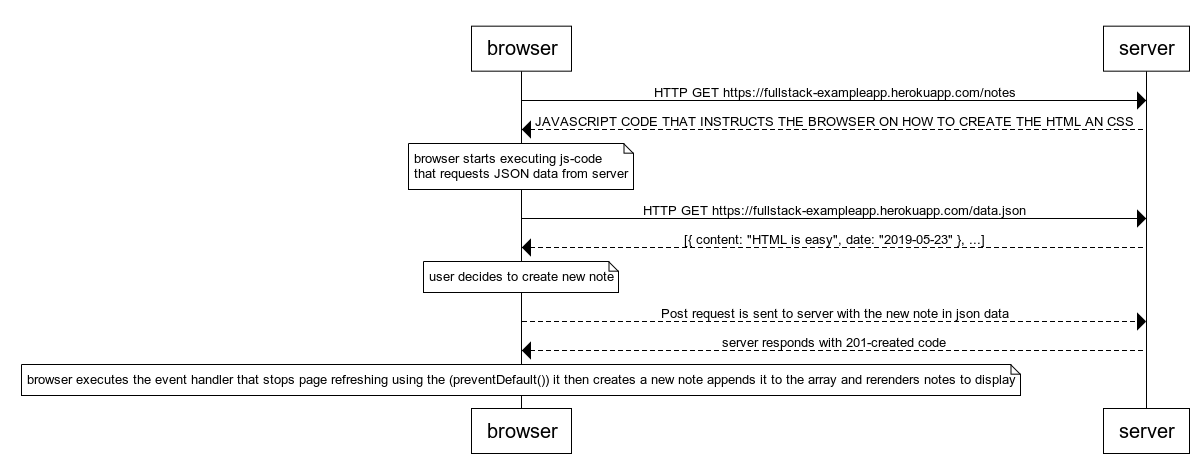 browser
server
HTTP GET https://fullstack-exampleapp.herokuapp.com/notes
JAVASCRIPT CODE THAT INSTRUCTS THE BROWSER ON HOW TO CREATE THE HTML AN CSS
browser starts executing js-code
that requests JSON data from server
HTTP GET https://fullstack-exampleapp.herokuapp.com/data.json
[{ content: "HTML is easy", date: "2019-05-23" }, ...]
user decides to create new note
Post request is sent to server with the new note in json data
server responds with 201-created code
browser executes the event handler that stops page refreshing using the (preventDefault()) it then creates a new note appends it to the array and rerenders notes to display
browser
server